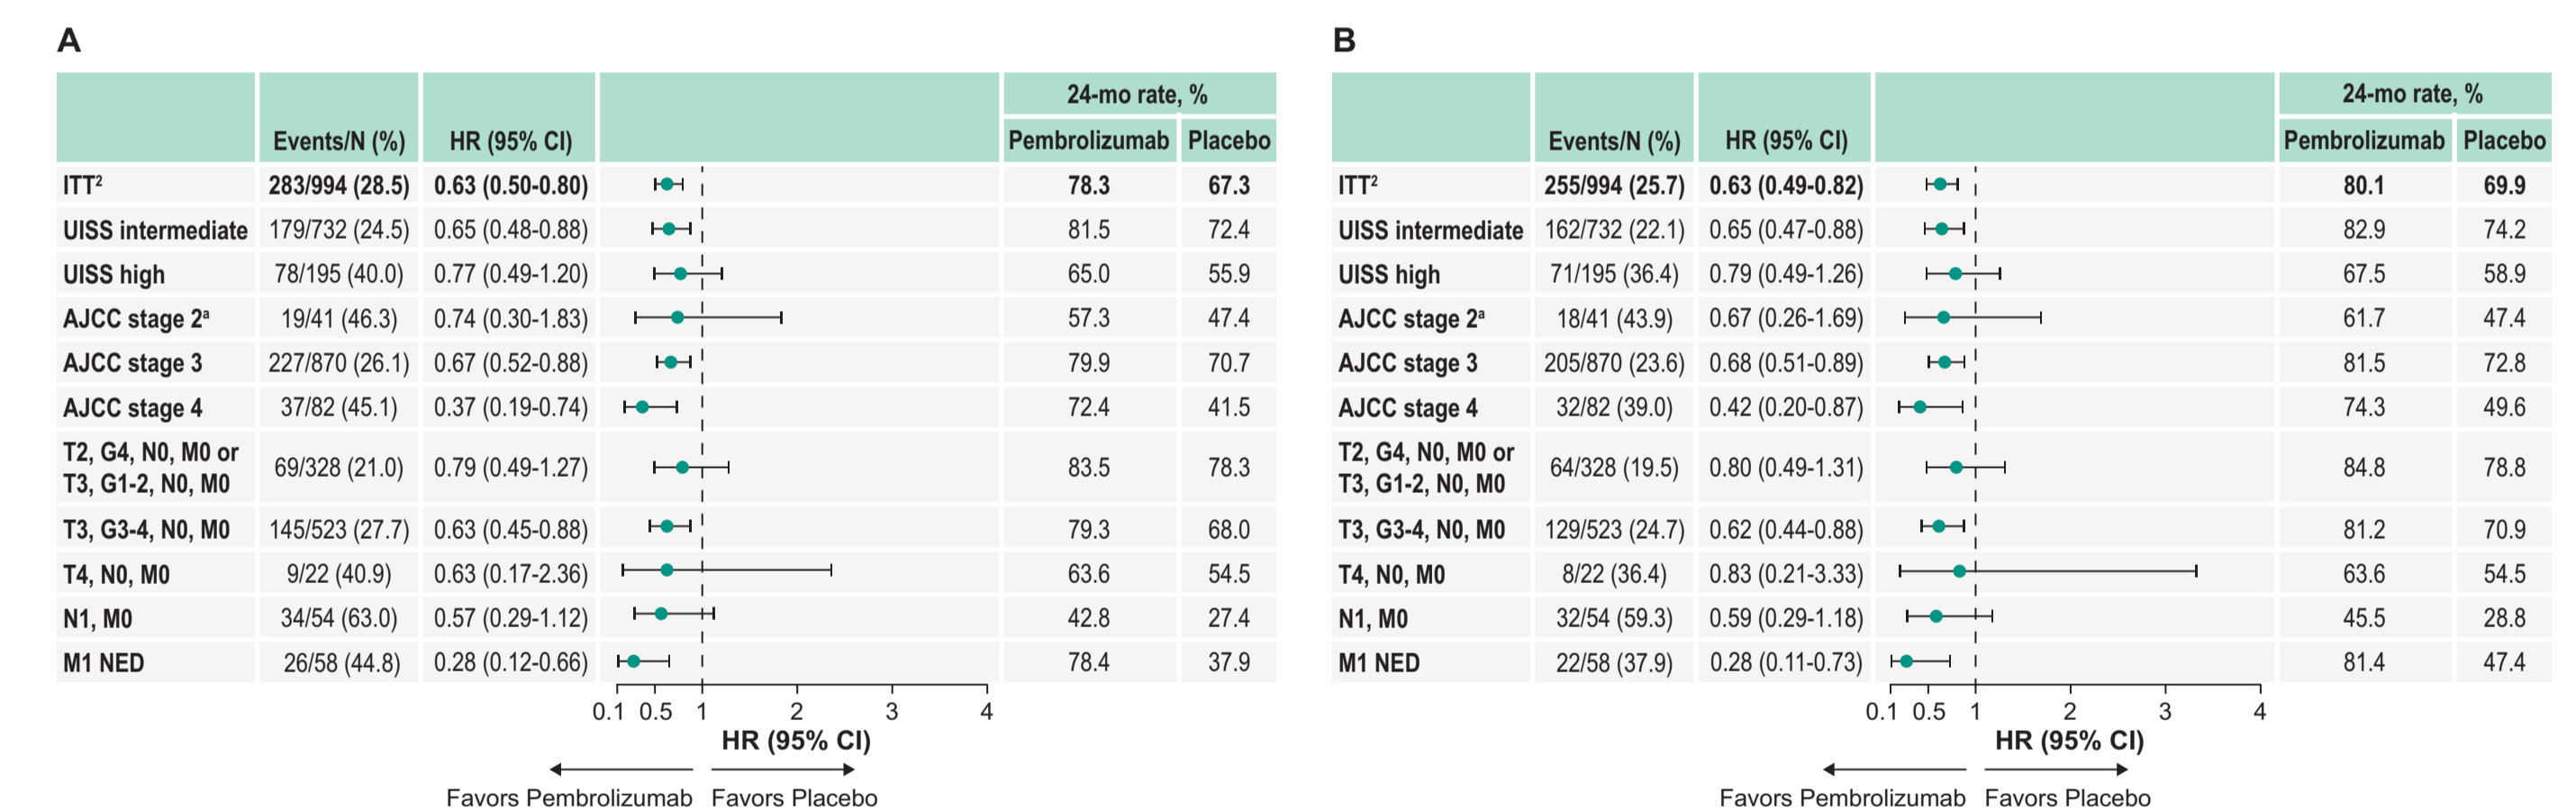 A
24-mo rate, %
Events/N (%) HR (95% CI) Pembrolizumab Placebo
ITT² 283/994 (28.5) 0.63 (0.50-0.80) 78.3 67.3
UISS intermediate 179/732 (24.5) 0.65 (0.48-0.88) 81.5 72.4
UISS high 78/195 (40.0) 0.77 (0.49-1.20) 65.0 55.9
AJCC stage 2ª 19/41 (46.3) 0.74 (0.30-1.83) 57.3 47.4
AJCC stage 3 227/870 (26.1) 0.67 (0.52-0.88) 79.9 70.7
AJCC stage 4 37/82 (45.1) 0.37 (0.19-0.74) 72.4 41.5
T2, G4, N0, M0 or
T3, G1-2, N0, M0 69/328 (21.0) 0.79 (0.49-1.27) 83.5 78.3
T3, G3-4, N0, M0 145/523 (27.7) 0.63 (0.45-0.88) 79.3 68.0
T4, N0, M0 9/22 (40.9) 0.63 (0.17-2.36) 63.6 54.5
N1, M0 34/54 (63.0) 0.57 (0.29-1.12) 42.8 27.4
M1 NED 26/58 (44.8) 0.28 (0.12-0.66) 78.4 37.9
0.1 0.5 1 2 3 4
HR (95% CI)
Favors Pembrolizumab Favors Placebo
B
24-mo rate, %
Events/N (%) HR (95% CI) Pembrolizumab Placebo
ITT² 255/994 (25.7) 0.63 (0.49-0.82) 80.1 69.9
UISS intermediate 162/732 (22.1) 0.65 (0.47-0.88) 82.9 74.2
UISS high 71/195 (36.4) 0.79 (0.49-1.26) 67.5 58.9
AJCC stage 2ª 18/41 (43.9) 0.67 (0.26-1.69) 61.7 47.4
AJCC stage 3 205/870 (23.6) 0.68 (0.51-0.89) 81.5 72.8
AJCC stage 4 32/82 (39.0) 0.42 (0.20-0.87) 74.3 49.6
T2, G4, N0, M0 or
T3, G1-2, N0, M0 64/328 (19.5) 0.80 (0.49-1.31) 84.8 78.8
T3, G3-4, N0, M0 129/523 (24.7) 0.62 (0.44-0.88) 81.2 70.9
T4, N0, M0 8/22 (36.4) 0.83 (0.21-3.33) 63.6 54.5
N1, M0 32/54 (59.3) 0.59 (0.29-1.18) 45.5 28.8
M1 NED 22/58 (37.9) 0.28 (0.11-0.73) 81.4 47.4
0.1 0.5 1 2 3 4
HR (95% CI)
Favors Pembrolizumab Favors Placebo